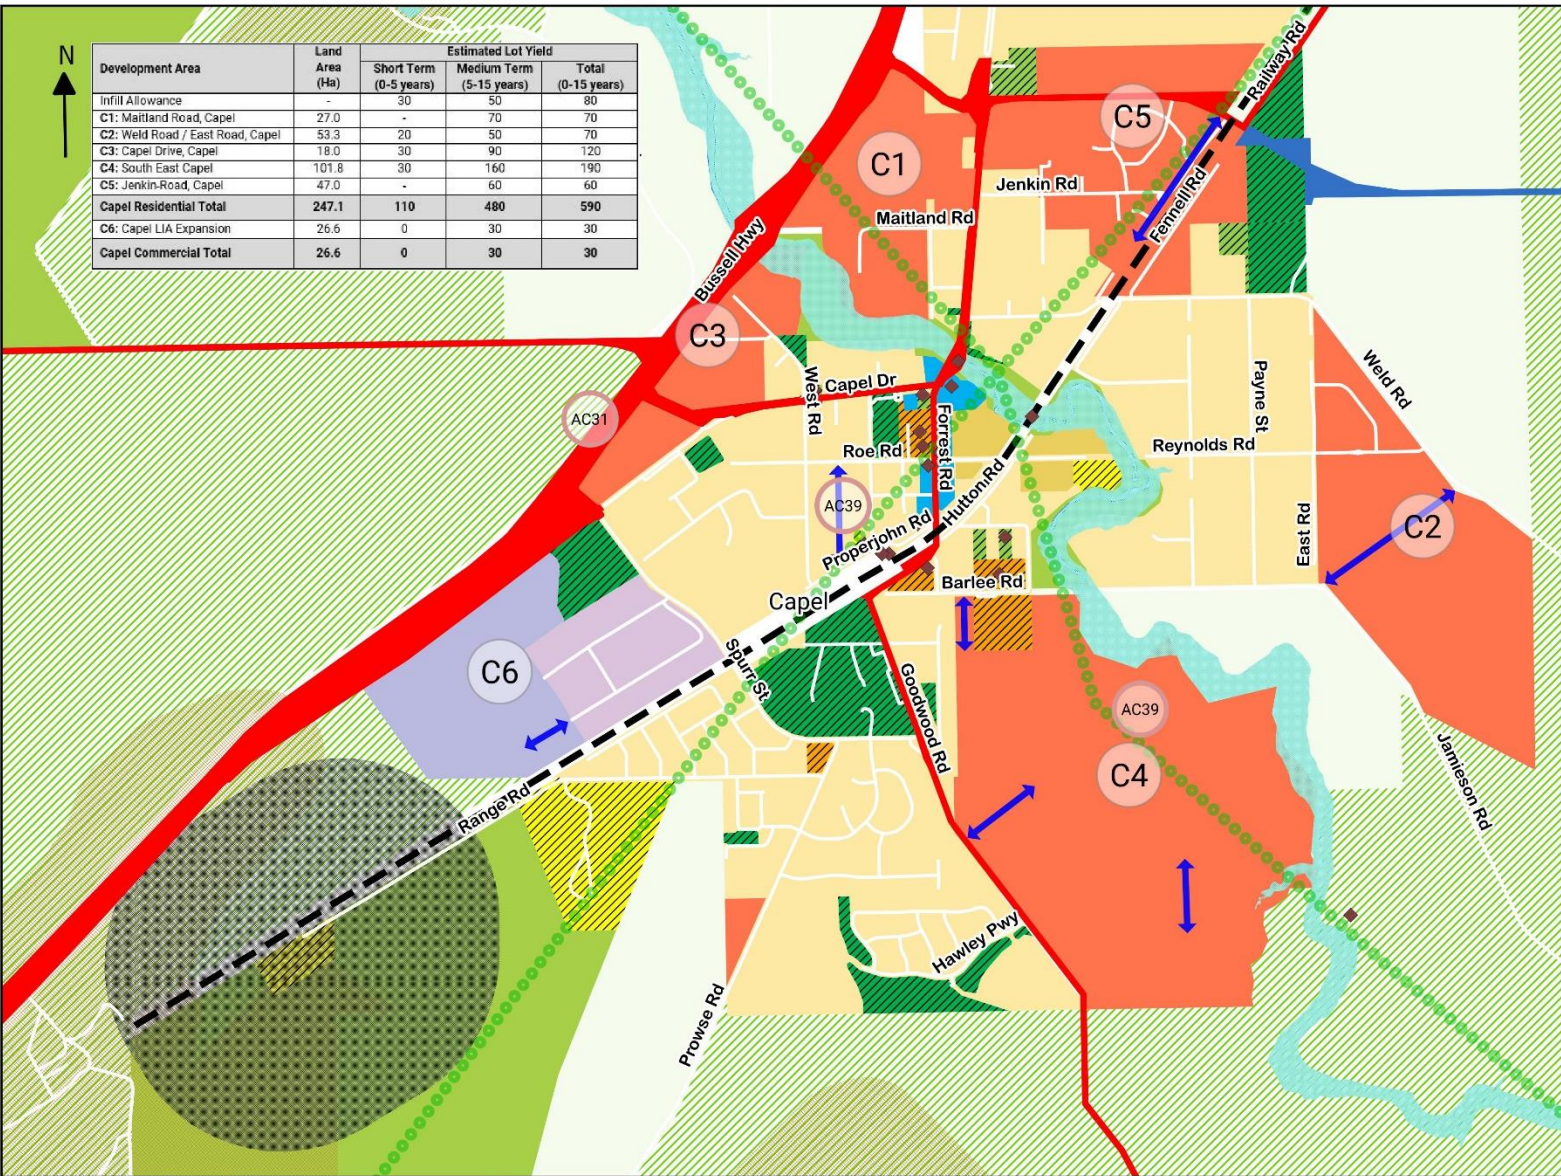 N
Development Area | Land Area (Ha) | Estimated Lot Yield
Short Term (0-5 years) | Medium Term (5-15 years) | Total (0-15 years)
Infill Allowance | - | 30 | 50 | 80
C1: Maitland Road, Capel | 27.0 | - | 70 | 70
C2: Weld Road / East Road, Capel | 53.3 | 20 | 50 | 70
C3: Capel Drive, Capel | 18.0 | 30 | 90 | 120
C4: South East Capel | 101.8 | 30 | 160 | 190
C5: Jenkin-Road, Capel | 47.0 | - | 60 | 60
Capel Residential Total | 247.1 | 110 | 480 | 590
C6: Capel LIA Expansion | 26.6 | 0 | 30 | 30
Capel Commercial Total | 26.6 | 0 | 30 | 30
Railway Rd
C5
C1
Jenkin Rd
Fennell Rd
Maitland Rd
Bussell Hwy
C3
Weld Rd
Payne St
West Rd
Capel Dr
AC31
Forrest Rd
Roe Rd
Reynolds Rd
Hutton Rd
AC39
C2
East Rd
Properjohn Rd
Barlee Rd
Capel
C6
Spurr St
Goodwood Rd
AC39
C4
Jamieson Rd
Range Rd
Hawley Pwy
Prowse Rd